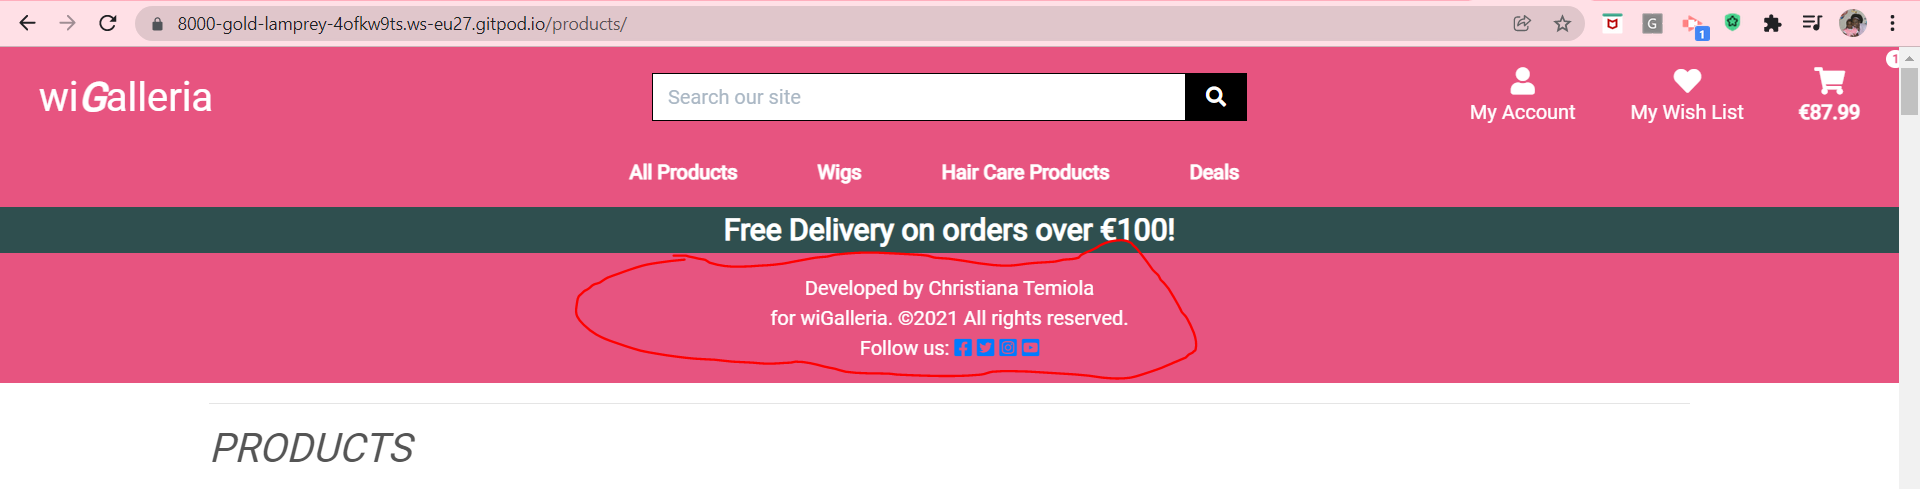 8000-gold-lamprey-4ofkw9ts.ws-eu27.gitpod.io/products/
G
1
wiGalleria
Search our site
My Account
My Wish List
1
€87.99
All Products
Wigs
Hair Care Products
Deals
Free Delivery on orders over €100!
Developed by Christiana Temiola
for wiGalleria. ©2021 All rights reserved.
Follow us:
PRODUCTS